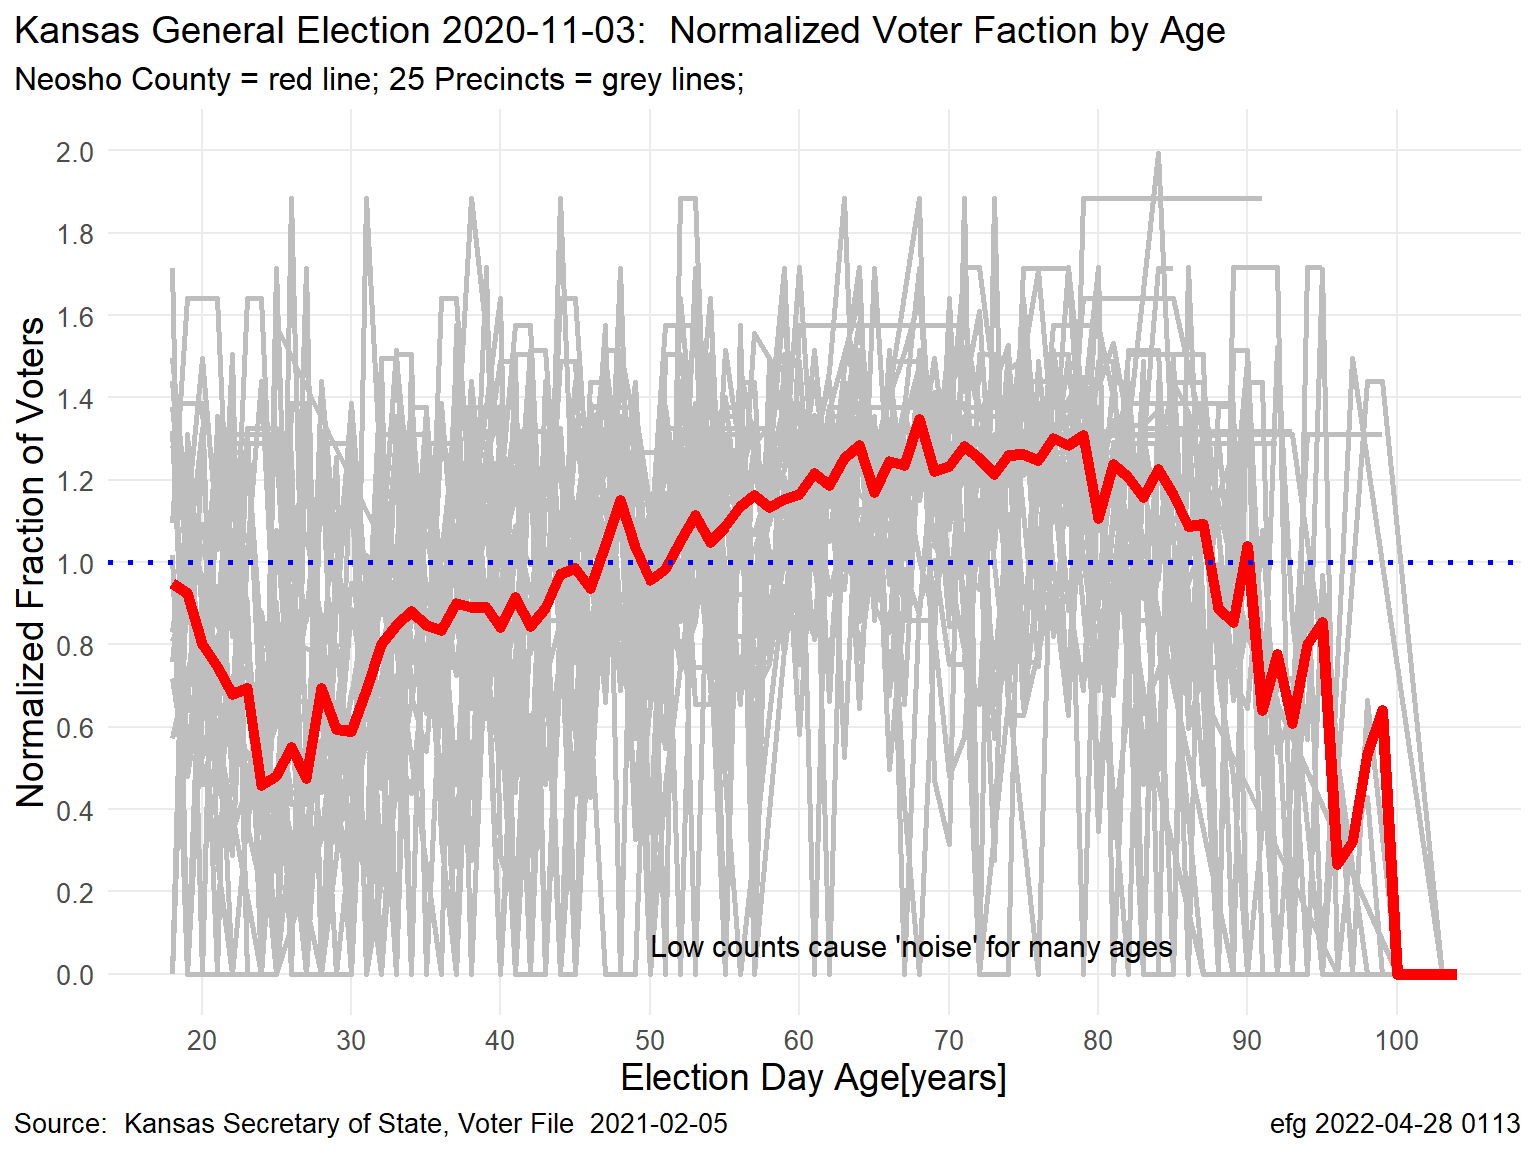 Kansas General Election 2020-11-03:  Normalized Voter Faction by Age
Neosho County = red line; 25 Precincts = grey lines;
Normalized Fraction of Voters
2.0
1.8
1.6
1.4
1.2
1.0
0.8
0.6
0.4
0.2
0.0
Low counts cause 'noise' for many ages
20 30 40 50 60 70 80 90 100
Election Day Age[years]
Source:  Kansas Secretary of State, Voter File  2021-02-05
efg 2022-04-28 0113